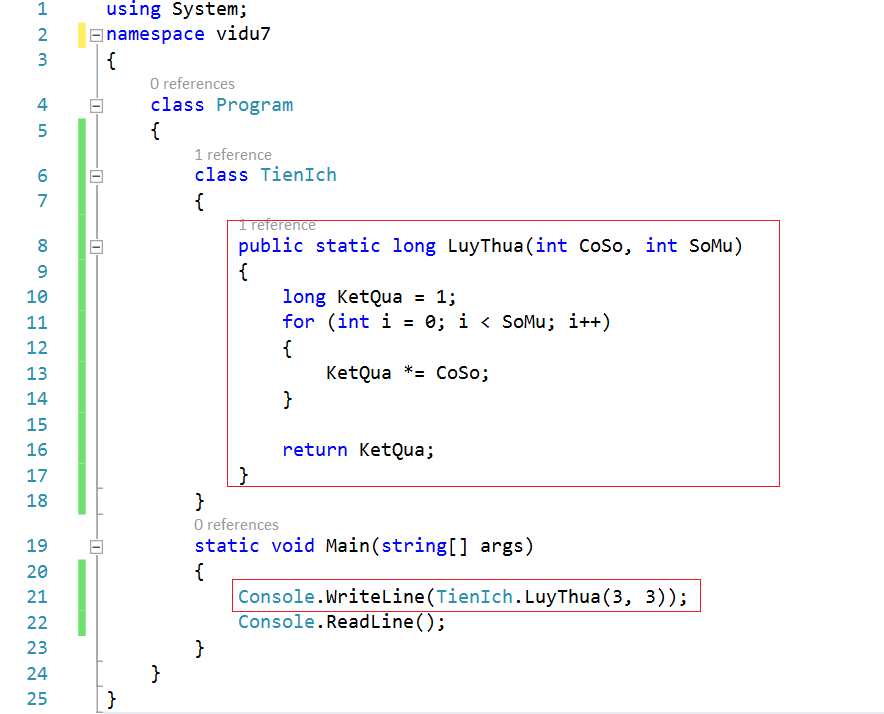 1 using System;
2 namespace vidu7
3 {
0 references
4 class Program
5 {
1 reference
6 class TienIch
7 {
1 reference
8 public static long LuyThua(int CoSo, int SoMu)
9 {
10 long KetQua = 1;
11 for (int i = 0; i < SoMu; i++)
12 {
13 KetQua *= CoSo;
14 }
15
16 return KetQua;
17 }
18 }
0 references
19 static void Main(string[] args)
20 {
21 Console.WriteLine(TienIch.LuyThua(3, 3));
22 Console.ReadLine();
23 }
24 }
25 }